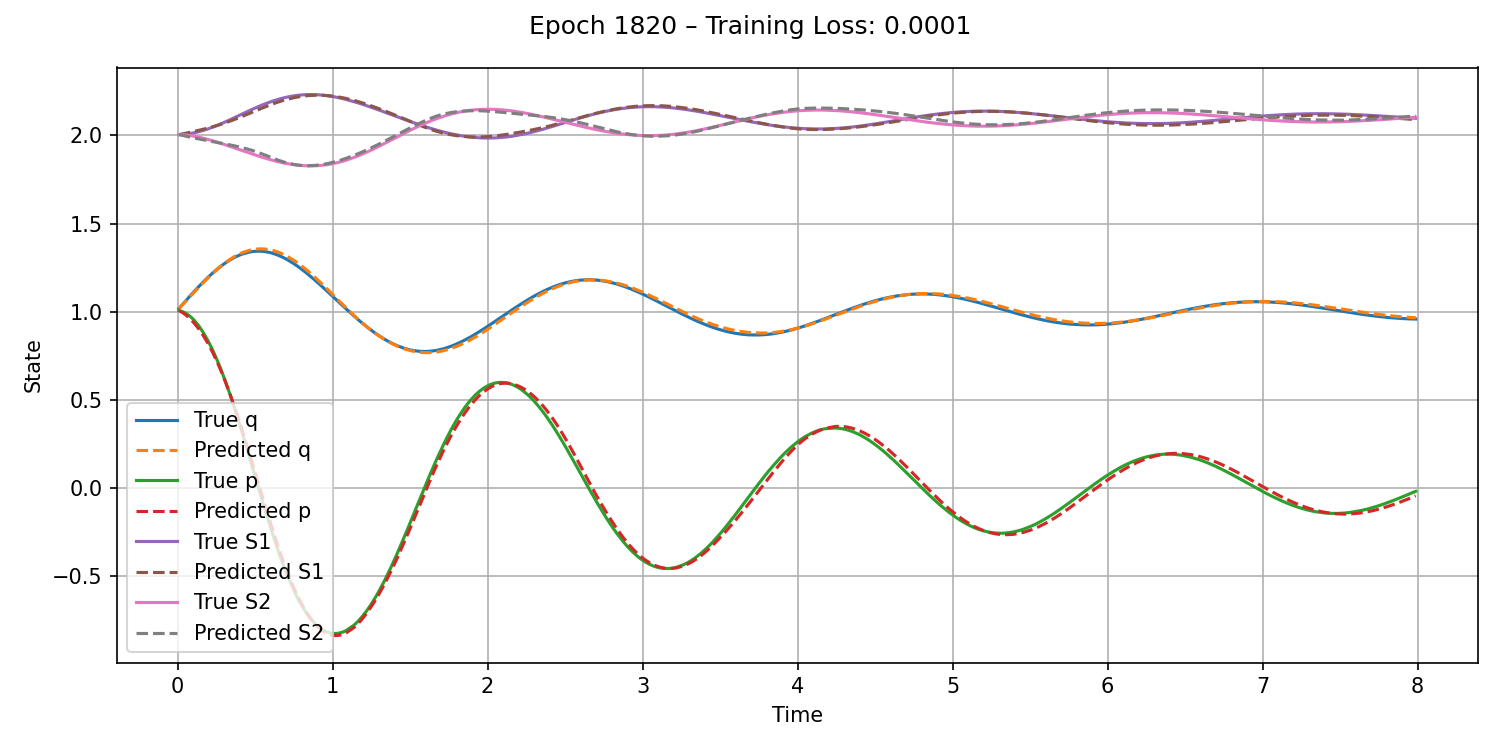 Epoch 1820 – Training Loss: 0.0001
State
2.0
1.5
1.0
0.5
0.0
−0.5
True q
Predicted q
True p
Predicted p
True S1
Predicted S1
True S2
Predicted S2
0 1 2 3 4 5 6 7 8
Time